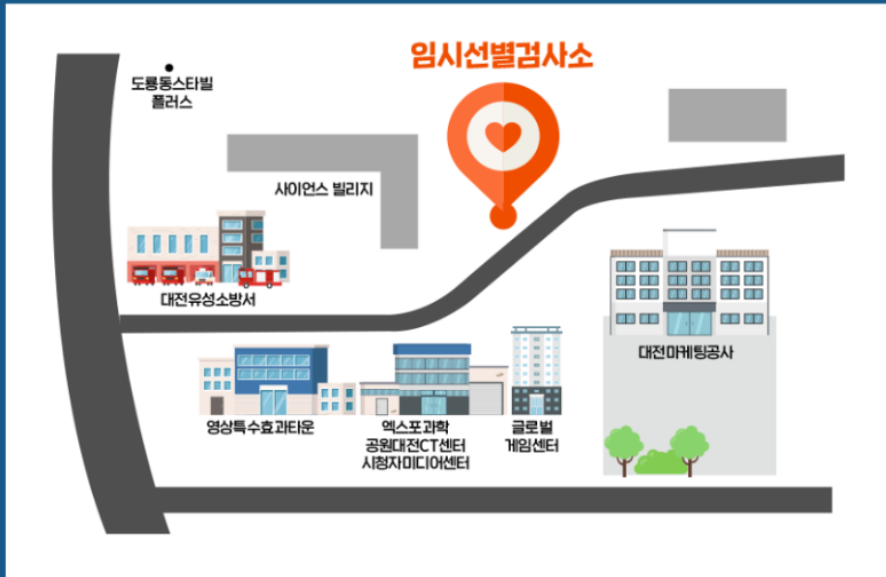 임시선별검사소
도룡동스타빌
플러스
사이언스 빌리지
대전유성소방서
대전마케팅공사
영상특수효과타운
엑스포과학
공원대전CT센터
시청자미디어센터
글로벌
게임센터